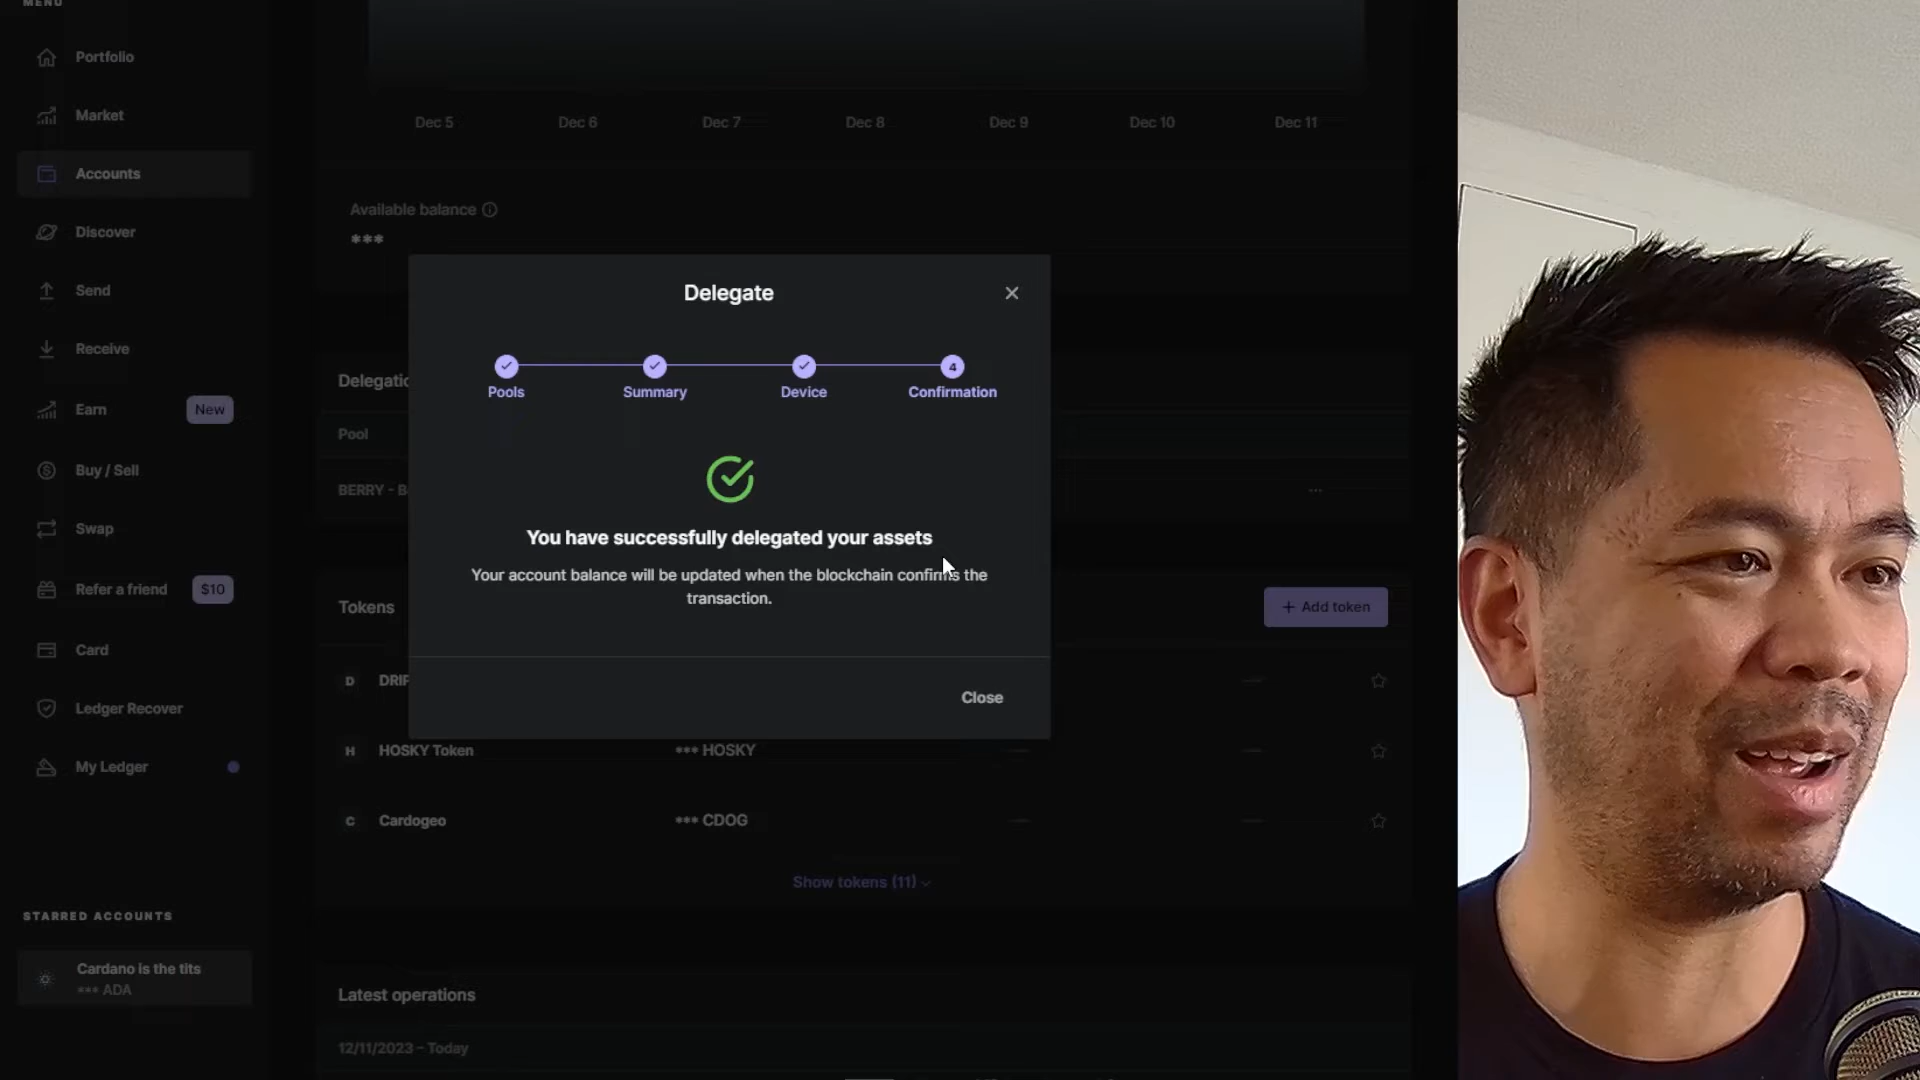 MENU
Portfolio
Market
Accounts
Discover
Send
Receive
Earn New
Buy / Sell
Swap
Refer a friend $10
Card
Ledger Recover
My Ledger
STARRED ACCOUNTS
Cardano is the tits
*** ADA
Dec 5 Dec 6 Dec 7 Dec 8 Dec 9 Dec 10 Dec 11
Available balance
***
Pool
BERRY -
Delegate
Pools Summary Device 4 Confirmation
You have successfully delegated your assets
Your account balance will be updated when the blockchain confirms the
transaction.
Close
Tokens + Add token
D DRIP
H HOSKY Token *** HOSKY
C Cardogeo *** CDOG
Show tokens (11)
Latest operations
12/11/2023 – Today